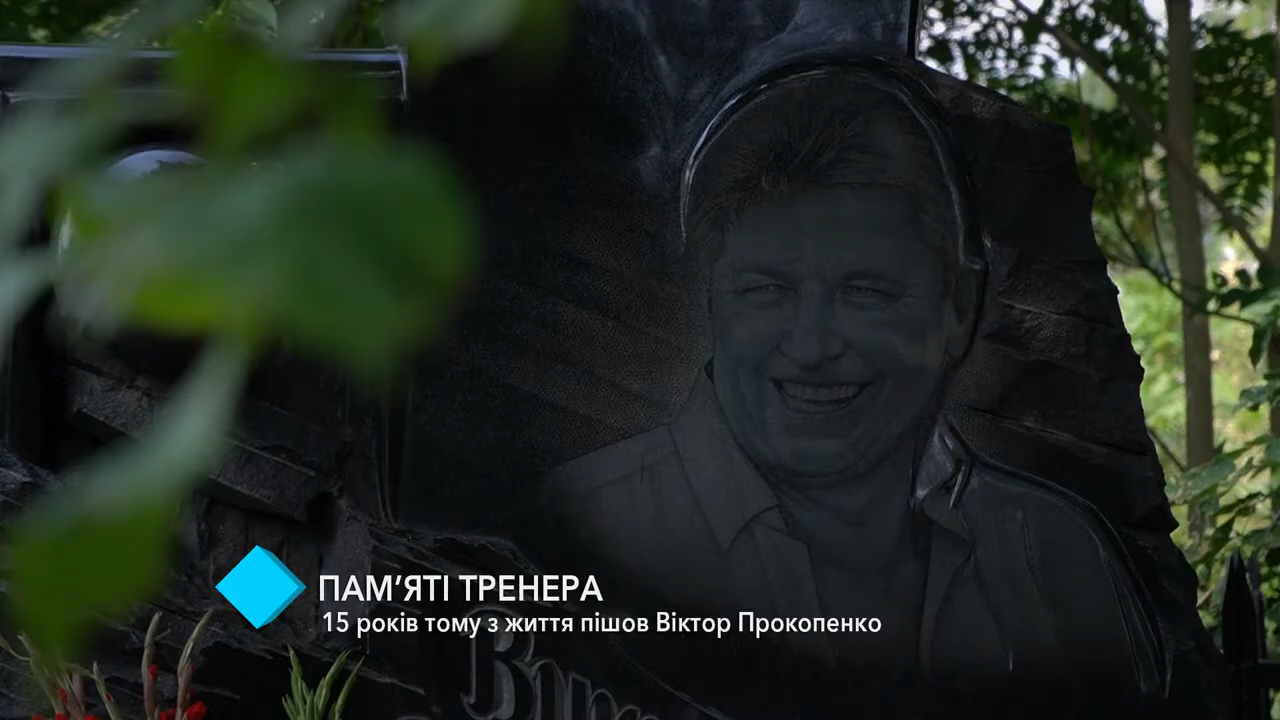 ПАМ’ЯТІ ТРЕНЕРА
15 років тому з життя пішов Віктор Прокопенко